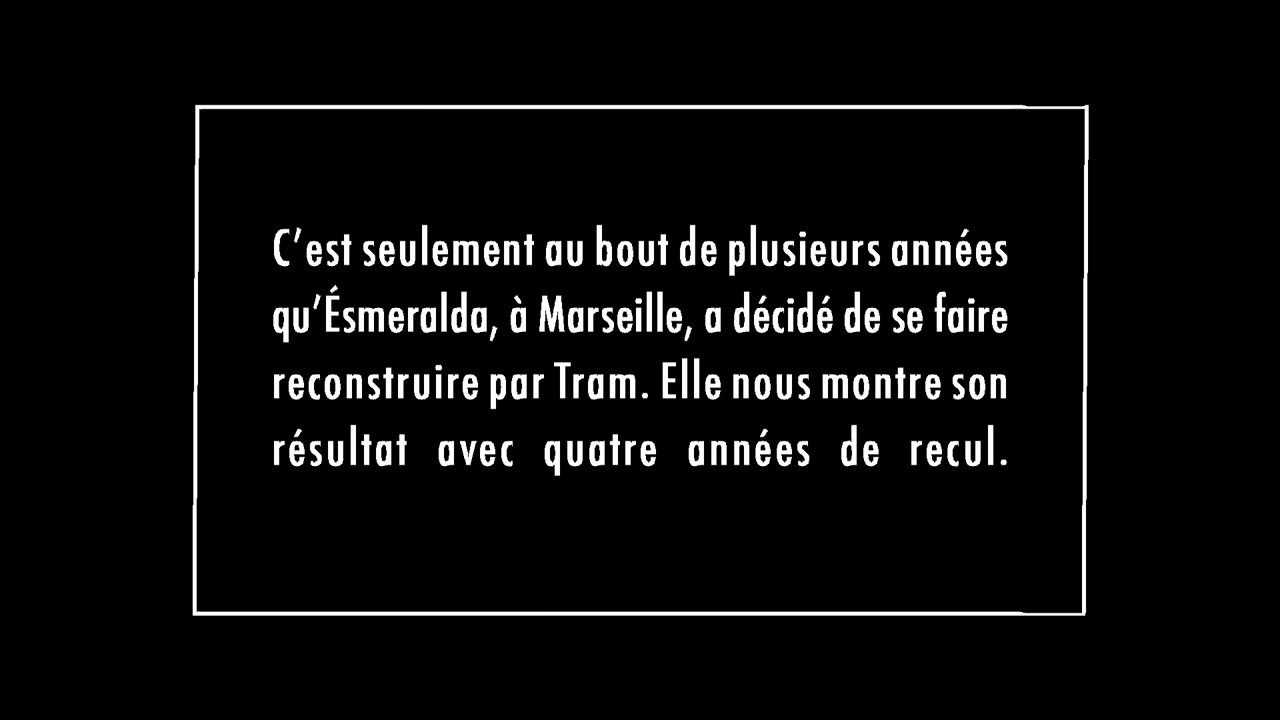 C’est seulement au bout de plusieurs années
qu’Ésmeralda, à Marseille, a décidé de se faire
reconstruire par Tram. Elle nous montre son
résultat avec quatre années de recul.